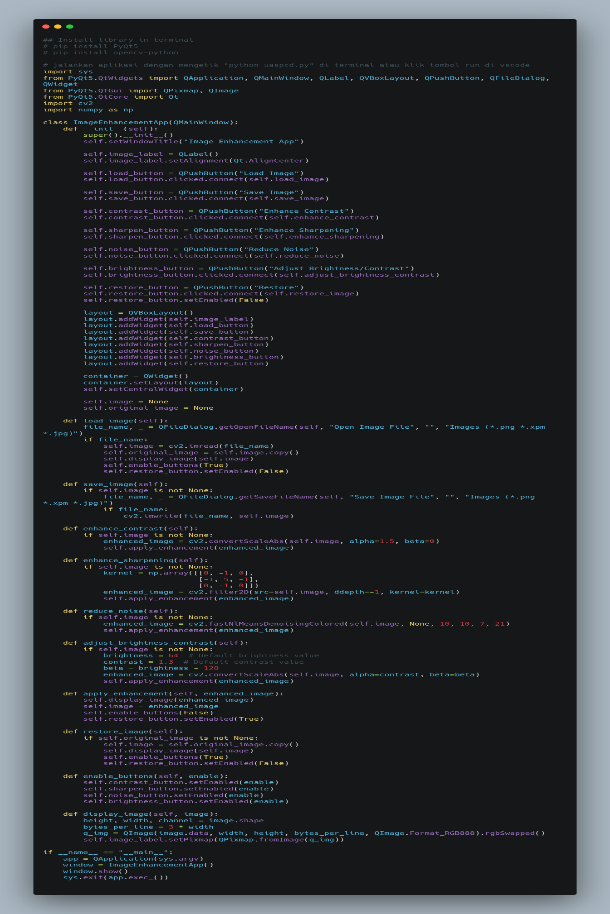 ## Install library in terminal
# pip install PyQt5
# pip install opencv-python
# jalankan aplikasi dengan mengetik "python uaspcd.py" di terminal atau klik tombol run di vscode
import sys
from PyQt5.QtWidgets import QApplication, QMainWindow, QLabel, QVBoxLayout, QPushButton, QFileDialog,
QWidget
from PyQt5.QtGui import QPixmap, QImage
from PyQt5.QtCore import Qt
import cv2
import numpy as np
class ImageEnhancementApp(QMainWindow):
def __init__(self):
super().__init__()
self.setWindowTitle("Image Enhancement App")
self.image_label = QLabel()
self.image_label.setAlignment(Qt.AlignCenter)
self.load_button = QPushButton("Load Image")
self.load_button.clicked.connect(self.load_image)
self.save_button = QPushButton("Save Image")
self.save_button.clicked.connect(self.save_image)
self.contrast_button = QPushButton("Enhance Contrast")
self.contrast_button.clicked.connect(self.enhance_contrast)
self.sharpen_button = QPushButton("Enhance Sharpening")
self.sharpen_button.clicked.connect(self.enhance_sharpening)
self.noise_button = QPushButton("Reduce Noise")
self.noise_button.clicked.connect(self.reduce_noise)
self.brightness_button = QPushButton("Adjust Brightness/Contrast")
self.brightness_button.clicked.connect(self.adjust_brightness_contrast)
self.restore_button = QPushButton("Restore")
self.restore_button.clicked.connect(self.restore_image)
self.restore_button.setEnabled(False)
layout = QVBoxLayout()
layout.addWidget(self.image_label)
layout.addWidget(self.load_button)
layout.addWidget(self.save_button)
layout.addWidget(self.contrast_button)
layout.addWidget(self.sharpen_button)
layout.addWidget(self.noise_button)
layout.addWidget(self.brightness_button)
layout.addWidget(self.restore_button)
container = QWidget()
container.setLayout(layout)
self.setCentralWidget(container)
self.image = None
self.original_image = None
def load_image(self):
file_name, _ = QFileDialog.getOpenFileName(self, "Open Image File", "", "Images (*.png *.xpm
*.jpg)")
if file_name:
self.image = cv2.imread(file_name)
self.original_image = self.image.copy()
self.display_image(self.image)
self.enable_buttons(True)
self.restore_button.setEnabled(False)
def save_image(self):
if self.image is not None:
file_name, _ = QFileDialog.getSaveFileName(self, "Save Image File", "", "Images (*.png
*.xpm *.jpg)")
if file_name:
cv2.imwrite(file_name, self.image)
def enhance_contrast(self):
if self.image is not None:
enhanced_image = cv2.convertScaleAbs(self.image, alpha=1.5, beta=0)
self.apply_enhancement(enhanced_image)
def enhance_sharpening(self):
if self.image is not None:
kernel = np.array([[0, -1, 0],
[-1, 5, -1],
[0, -1, 0]])
enhanced_image = cv2.filter2D(src=self.image, ddepth=-1, kernel=kernel)
self.apply_enhancement(enhanced_image)
def reduce_noise(self):
if self.image is not None:
enhanced_image = cv2.fastNlMeansDenoisingColored(self.image, None, 10, 10, 7, 21)
self.apply_enhancement(enhanced_image)
def adjust_brightness_contrast(self):
if self.image is not None:
brightness = 64 # Default brightness value
contrast = 1.3 # Default contrast value
beta = brightness - 128
enhanced_image = cv2.convertScaleAbs(self.image, alpha=contrast, beta=beta)
self.apply_enhancement(enhanced_image)
def apply_enhancement(self, enhanced_image):
self.display_image(enhanced_image)
self.image = enhanced_image
self.enable_buttons(False)
self.restore_button.setEnabled(True)
def restore_image(self):
if self.original_image is not None:
self.image = self.original_image.copy()
self.display_image(self.image)
self.enable_buttons(True)
self.restore_button.setEnabled(False)
def enable_buttons(self, enable):
self.contrast_button.setEnabled(enable)
self.sharpen_button.setEnabled(enable)
self.noise_button.setEnabled(enable)
self.brightness_button.setEnabled(enable)
def display_image(self, image):
height, width, channel = image.shape
bytes_per_line = 3 * width
q_img = QImage(image.data, width, height, bytes_per_line, QImage.Format_RGB888).rgbSwapped()
self.image_label.setPixmap(QPixmap.fromImage(q_img))
if __name__ == "__main__":
app = QApplication(sys.argv)
window = ImageEnhancementApp()
window.show()
sys.exit(app.exec_())